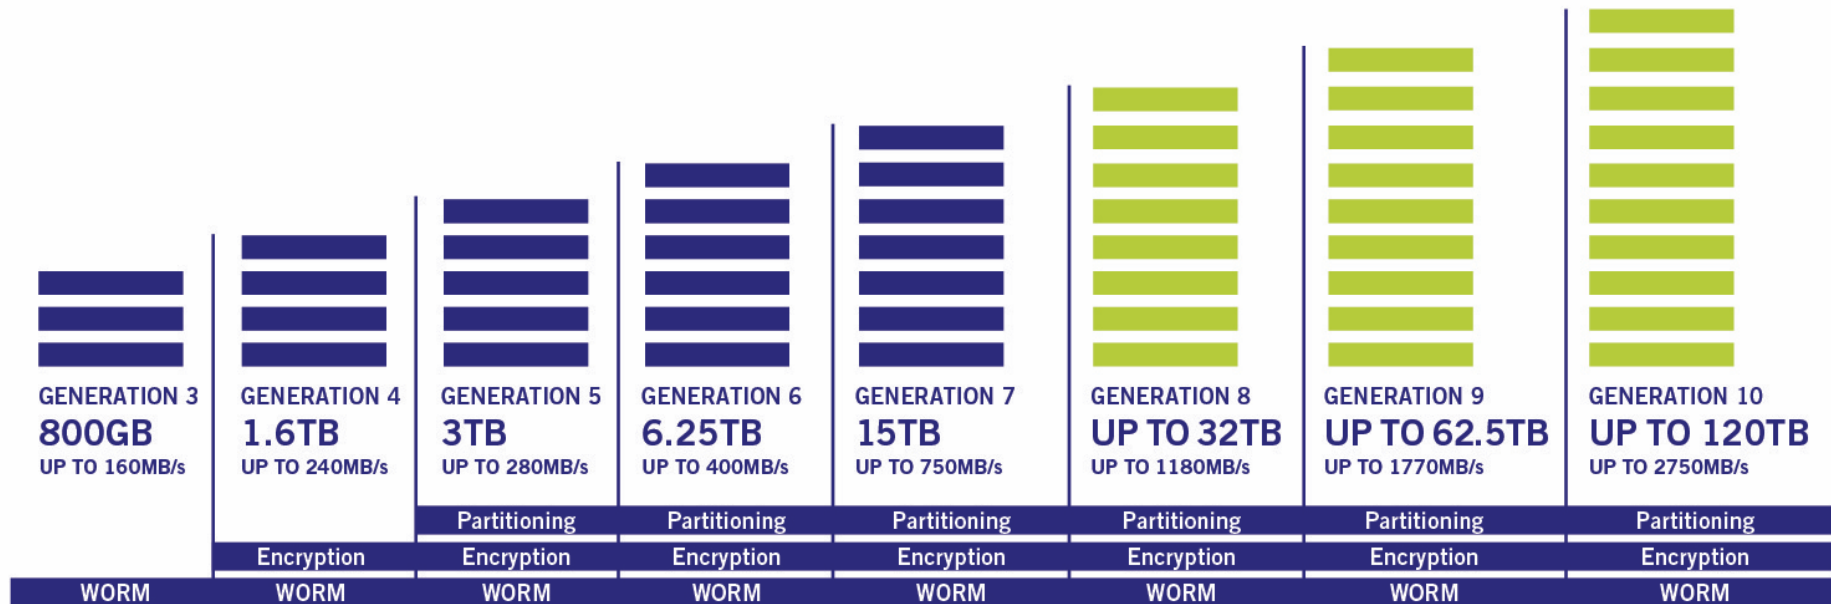 GENERATION 3
800GB
UP TO 160MB/s
GENERATION 4
1.6TB
UP TO 240MB/s
GENERATION 5
3TB
UP TO 280MB/s
GENERATION 6
6.25TB
UP TO 400MB/s
GENERATION 7
15TB
UP TO 750MB/s
GENERATION 8
UP TO 32TB
UP TO 1180MB/s
GENERATION 9
UP TO 62.5TB
UP TO 1770MB/s
GENERATION 10
UP TO 120TB
UP TO 2750MB/s
Partitioning Partitioning Partitioning Partitioning Partitioning Partitioning
Encryption Encryption Encryption Encryption Encryption Encryption Encryption
WORM WORM WORM WORM WORM WORM WORM WORM